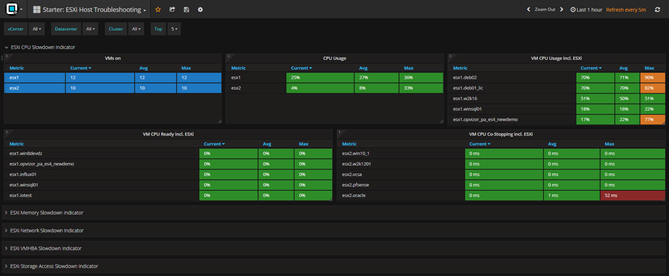 Starter: ESXi Host Troubleshooting
Zoom Out Last 1 hour Refresh every 5m
vCenter All Datacenter All Cluster All Top 5
ESXi CPU Slowdown Indicator
VMs on
Metric Current Avg Max
esx1 12 12 12
esx2 10 10 10
CPU Usage
Metric Current Avg Max
esx1 25% 27% 36%
esx2 4% 8% 33%
VM CPU Usage incl. ESXi
Metric Current Avg Max
esx1.deb02 70% 71% 90%
esx1.deb01_lic 70% 70% 82%
esx1.w2k16 51% 50% 51%
esx1.winsql01 18% 18% 22%
esx1.opvizor_pa_es4_newdemo 17% 22% 77%
VM CPU Ready incl. ESXi
Metric Current Avg Max
esx1.win8devdz 0% 0% 0%
esx1.opvizor_pa_es4_newdemo 0% 0% 0%
esx1.influx01 0% 0% 0%
esx1.winsql01 0% 0% 0%
esx1.iotest 0% 0% 0%
VM CPU Co-Stopping incl. ESXi
Metric Current Avg Max
esx2.win10_1 0 ms 0 ms 0 ms
esx2.w2k1201 0 ms 0 ms 0 ms
esx2.vcsa 0 ms 0 ms 0 ms
esx2.pfsense 0 ms 0 ms 0 ms
esx2.oracle 0 ms 1 ms 52 ms
ESXi Memory Slowdown Indicator
ESXi Network Slowdown Indicator
ESXi VMHBA Slowdown Indicator
ESXi Storage Access Slowdown Indicator